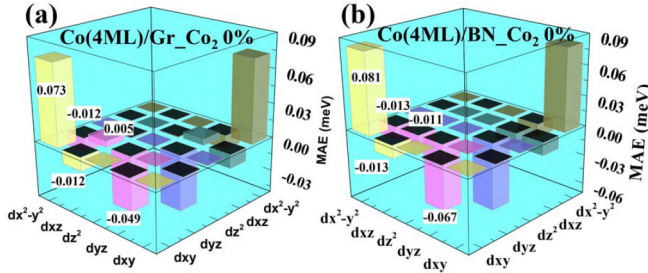 (a)
Co(4ML)/Gr_Co₂ 0%
0.09
0.06
0.03
0.00
-0.03
MAE (meV)
0.073
-0.012
0.005
-0.012
-0.049
dx²-y²
dxz
dz²
dyz
dxy
dxy
dyz
dz²
dxz
dx²-y²
(b)
Co(4ML)/BN_Co₂ 0%
0.09
0.06
0.03
0.00
-0.03
-0.06
MAE (meV)
0.081
-0.013
-0.011
-0.013
-0.067
dx²-y²
dxz
dz²
dyz
dxy
dxy
dyz
dz²
dxz
dx²-y²